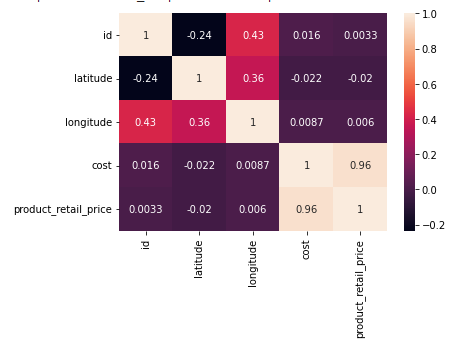 id 1 -0.24 0.43 0.016 0.0033
latitude -0.24 1 0.36 -0.022 -0.02
longitude 0.43 0.36 1 0.0087 0.006
cost 0.016 -0.022 0.0087 1 0.96
product_retail_price 0.0033 -0.02 0.006 0.96 1
id latitude longitude cost product_retail_price
1.0
0.8
0.6
0.4
0.2
0.0
−0.2